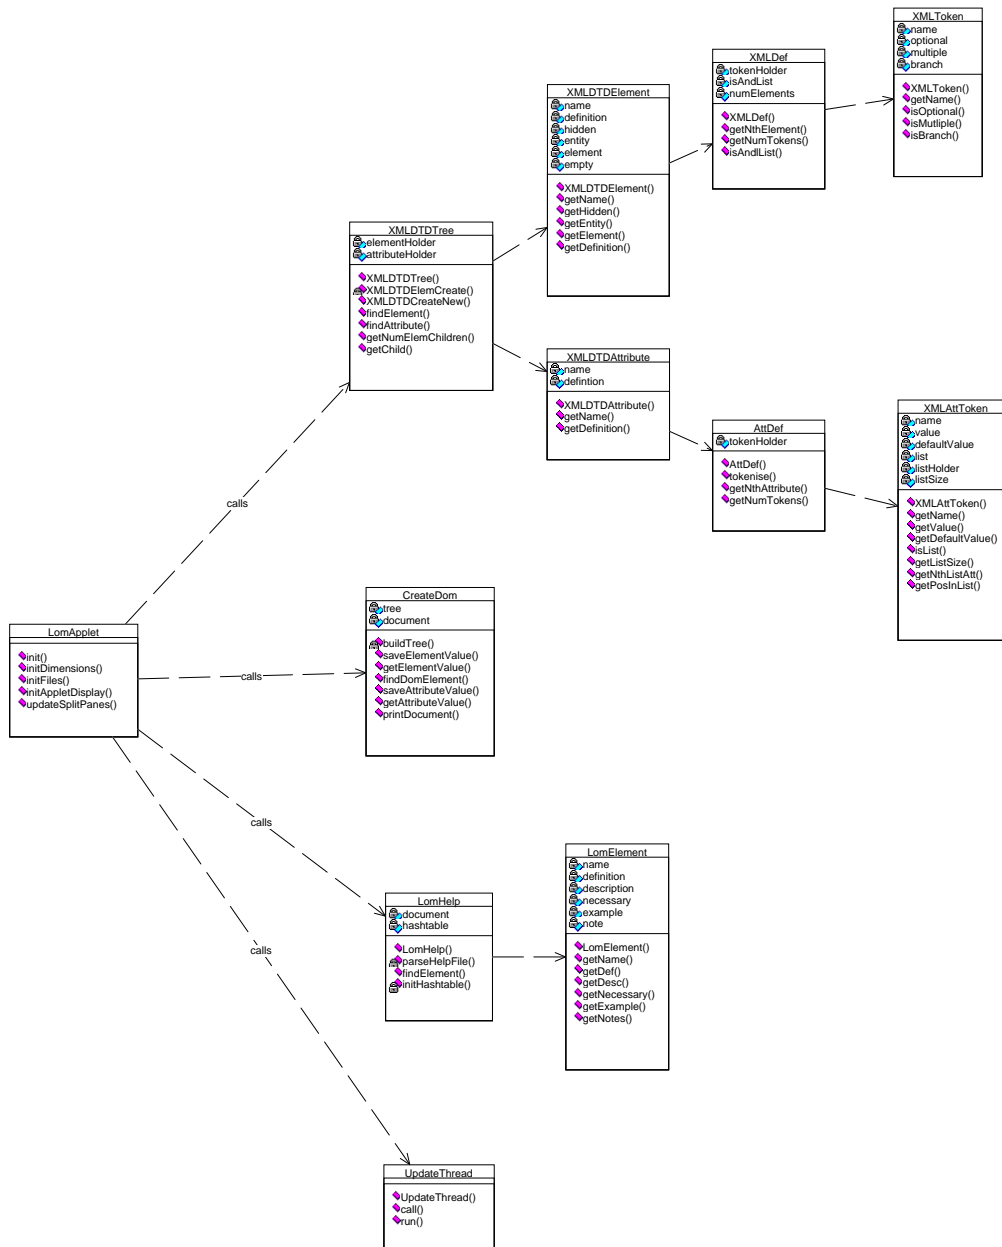 XMLToken
name
optional
multiple
branch
XMLToken()
getName()
isOptional()
isMutliple()
isBranch()
XMLDef
tokenHolder
isAndList
numElements
XMLDef()
getNthElement()
getNumTokens()
isAndlList()
XMLDTDElement
name
definition
hidden
entity
element
empty
XMLDTDElement()
getName()
getHidden()
getEntity()
getElement()
getDefinition()
XMLDTDTree
elementHolder
attributeHolder
XMLDTDTree()
XMLDTDElemCreate()
XMLDTDCreateNew()
findElement()
findAttribute()
getNumElemChildren()
getChild()
XMLDTDAttribute
name
defintion
XMLDTDAttribute()
getName()
getDefinition()
AttDef
tokenHolder
AttDef()
tokenise()
getNthAttribute()
getNumTokens()
XMLAttToken
name
value
defaultValue
list
listHolder
listSize
XMLAttToken()
getName()
getValue()
getDefaultValue()
isList()
getListSize()
getNthListAtt()
getPosInList()
calls
CreateDom
tree
document
buildTree()
saveElementValue()
getElementValue()
findDomElement()
saveAttributeValue()
getAttributeValue()
printDocument()
LomApplet
init()
initDimensions()
initFiles()
initAppletDisplay()
updateSplitPanes()
calls
calls
LomElement
name
definition
description
necessary
example
note
LomElement()
getName()
getDef()
getDesc()
getNecessary()
getExample()
getNotes()
LomHelp
document
hashtable
LomHelp()
parseHelpFile()
findElement()
initHashtable()
calls
UpdateThread
UpdateThread()
call()
run()